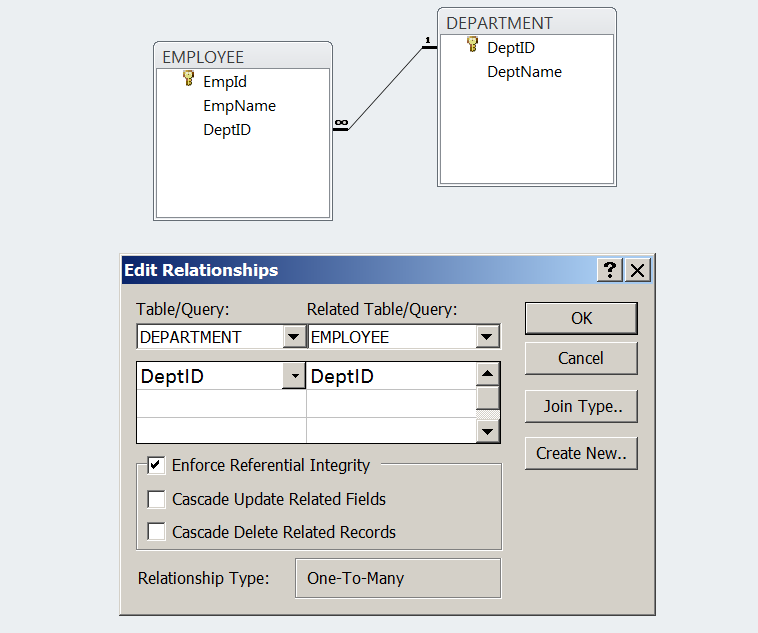 DEPARTMENT
1
DeptID
DeptName
EMPLOYEE
EmpId
EmpName
DeptID
∞
Edit Relationships ?
Table/Query: Related Table/Query:
DEPARTMENT EMPLOYEE
DeptID DeptID
OK
Cancel
Join Type..
Create New..
Enforce Referential Integrity
Cascade Update Related Fields
Cascade Delete Related Records
Relationship Type: One-To-Many